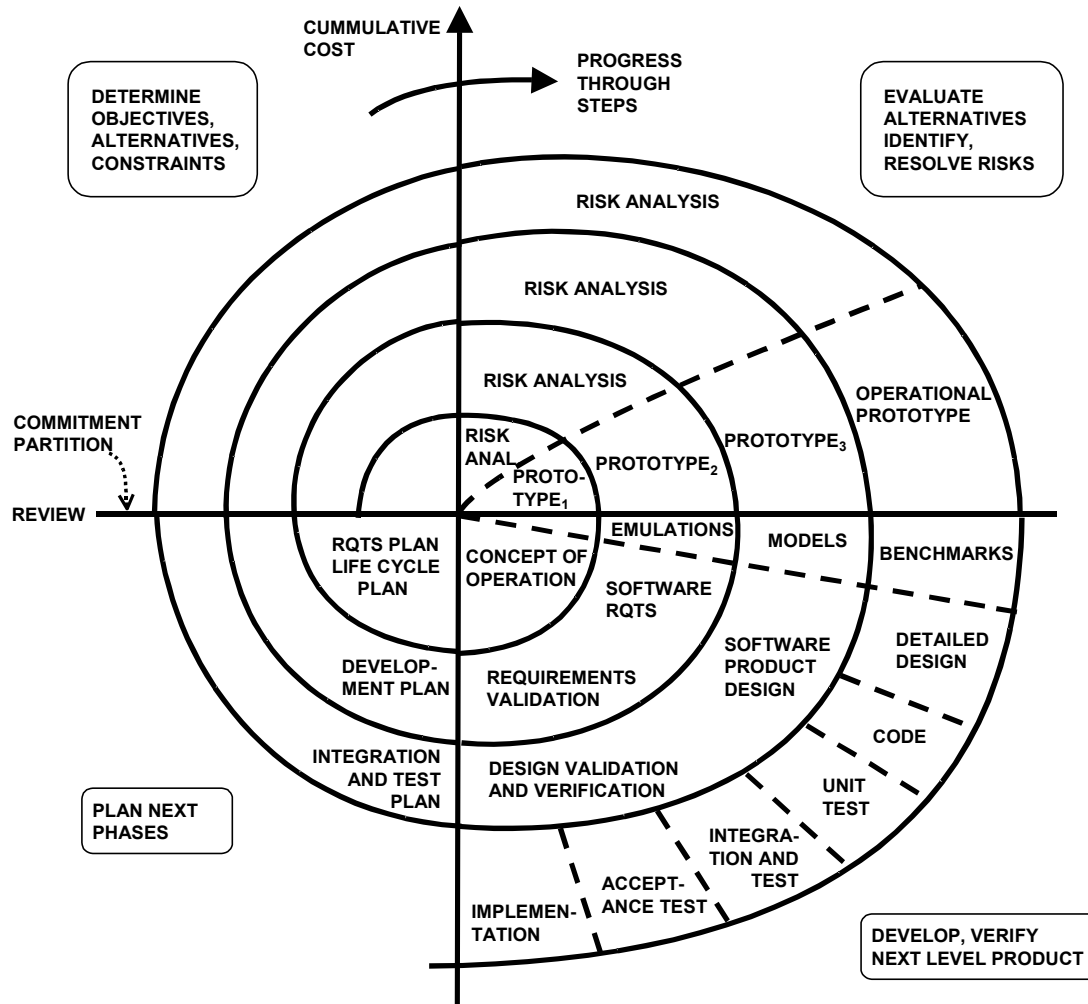 CUMMULATIVE
COST
PROGRESS
THROUGH
STEPS
DETERMINE
OBJECTIVES,
ALTERNATIVES,
CONSTRAINTS
EVALUATE
ALTERNATIVES
IDENTIFY,
RESOLVE RISKS
RISK ANALYSIS
RISK ANALYSIS
RISK ANALYSIS
RISK
ANAL.
PROTO-
TYPE1
PROTOTYPE2
PROTOTYPE3
OPERATIONAL
PROTOTYPE
COMMITMENT
PARTITION
REVIEW
EMULATIONS
MODELS
BENCHMARKS
RQTS PLAN
LIFE CYCLE
PLAN
CONCEPT OF
OPERATION
SOFTWARE
RQTS
SOFTWARE
PRODUCT
DESIGN
DETAILED
DESIGN
DEVELOP-
MENT PLAN
REQUIREMENTS
VALIDATION
CODE
INTEGRATION
AND TEST
PLAN
DESIGN VALIDATION
AND VERIFICATION
UNIT
TEST
PLAN NEXT
PHASES
INTEGRA-
TION AND
TEST
ACCEPT-
ANCE TEST
IMPLEMEN-
TATION
DEVELOP, VERIFY
NEXT LEVEL PRODUCT